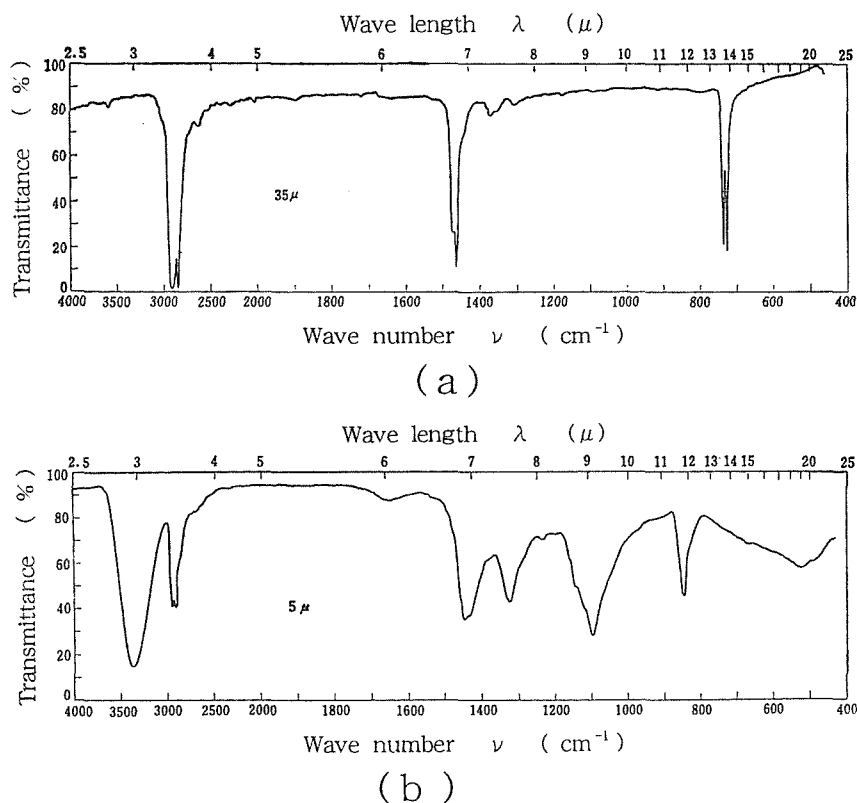 Wave length λ (μ)
2.5 3 4 5 6 7 8 9 10 11 12 13 14 15 20 25
Transmittance (%)
100
80
60
40
20
0
35μ
4000 3500 3000 2500 2000 1600 1400 1200 1000 800 600 400
Wave number ν (cm⁻¹)
(a)
Wave length λ (μ)
2.5 3 4 5 6 7 8 9 10 11 12 13 14 15 20 25
Transmittance (%)
100
80
60
40
20
0
5μ
4000 3500 3000 2500 2000 1600 1400 1200 1000 800 600 400
Wave number ν (cm⁻¹)
(b)